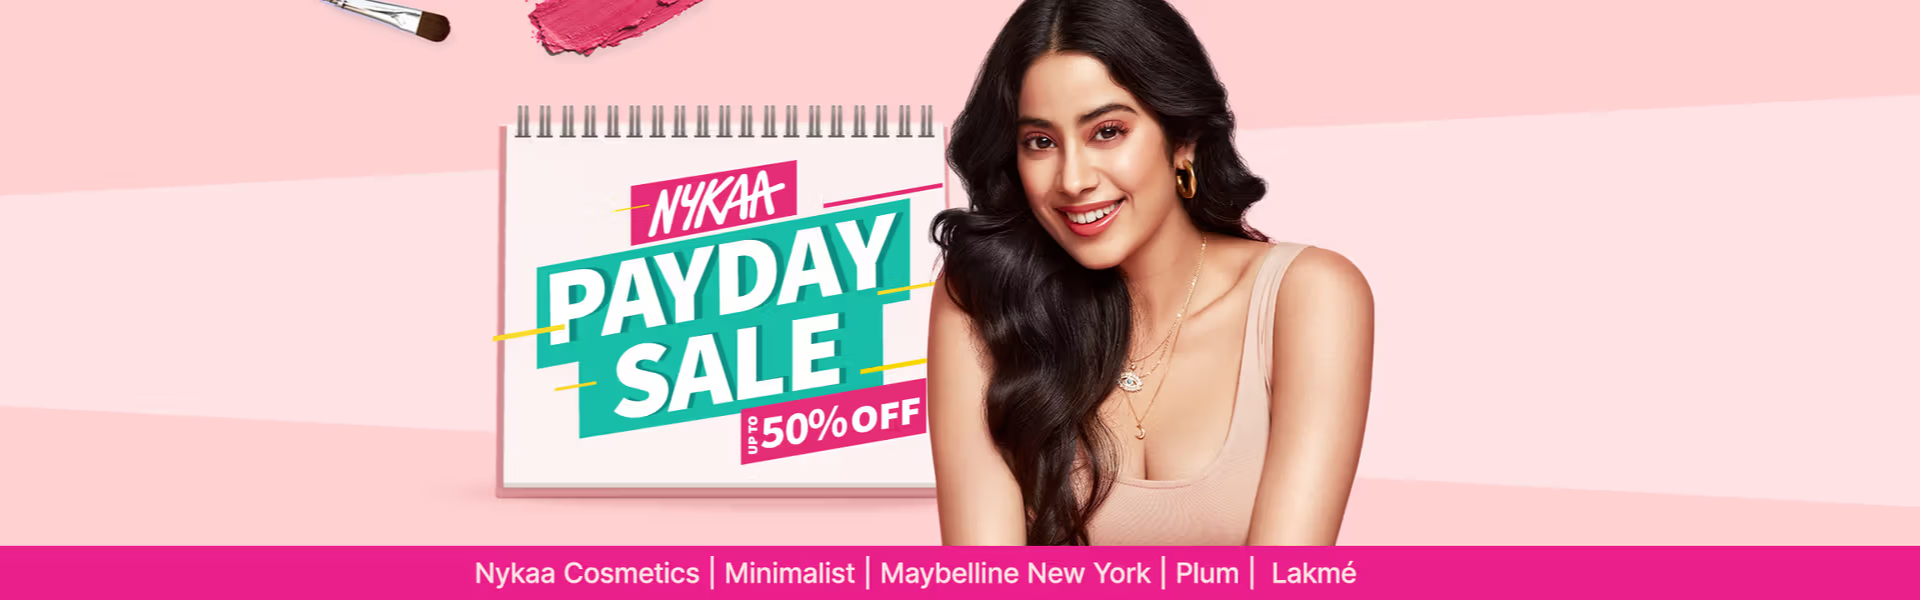 NYKAA
PAYDAY
SALE
UP TO 50% OFF
Nykaa Cosmetics | Minimalist | Maybelline New York | Plum | Lakmé